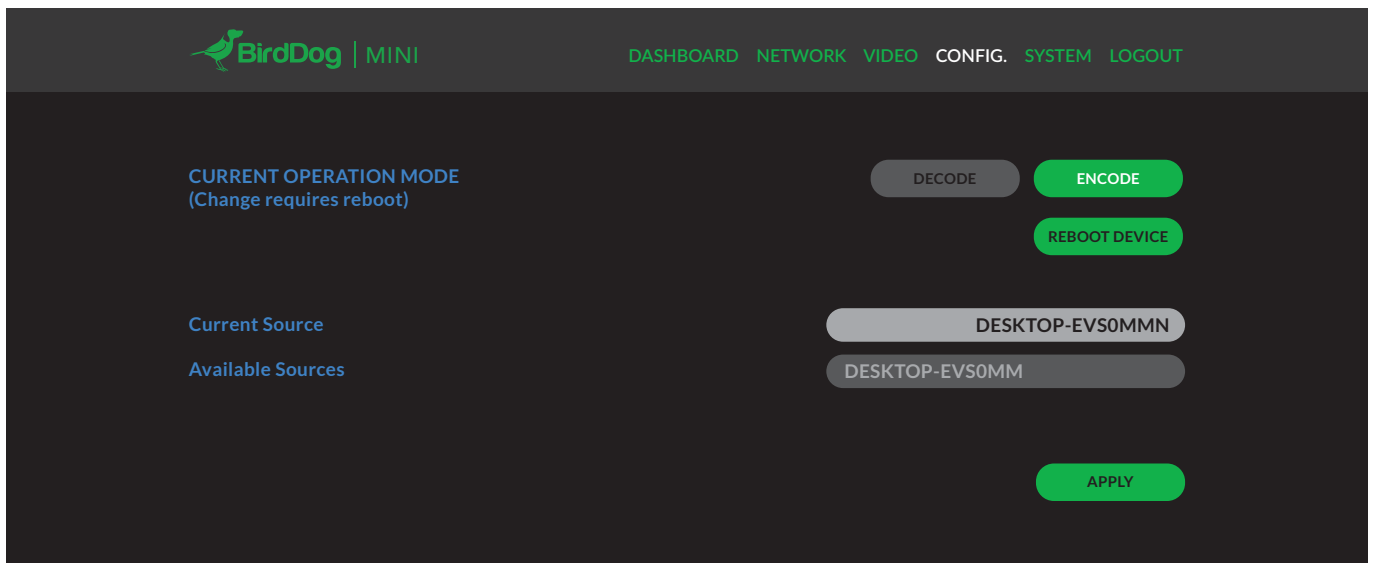 BirdDog | MINI
DASHBOARD NETWORK VIDEO CONFIG. SYSTEM LOGOUT
CURRENT OPERATION MODE
(Change requires reboot)
DECODE ENCODE
REBOOT DEVICE
Current Source DESKTOP-EVS0MMN
Available Sources DESKTOP-EVS0MM
APPLY